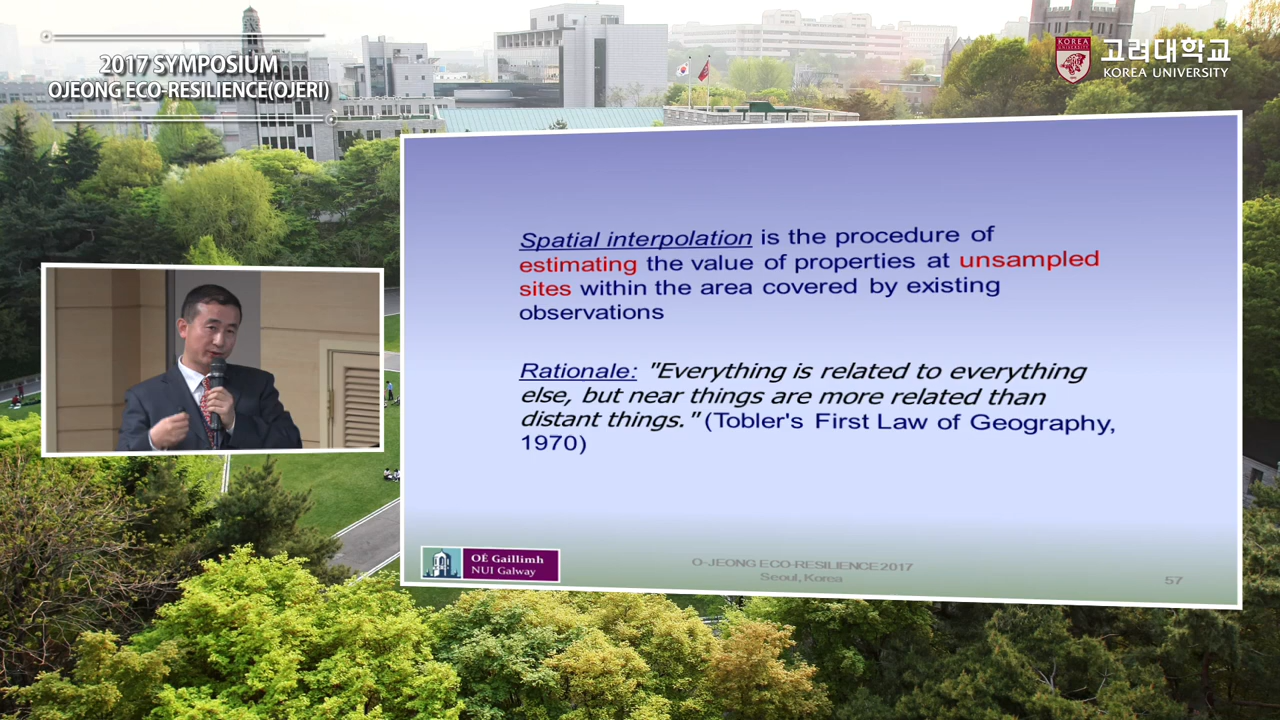 2017 SYMPOSIUM
OJEONG ECO-RESILIENCE(OJERI)
KOREA
UNIVERSITY
고려대학교
KOREA UNIVERSITY
Spatial interpolation is the procedure of
estimating the value of properties at unsampled
sites within the area covered by existing
observations
Rationale: "Everything is related to everything
else, but near things are more related than
distant things." (Tobler's First Law of Geography,
1970)
OÉ Gaillimh
NUI Galway
O-JEONG ECO-RESILIENCE 2017
Seoul, Korea
57